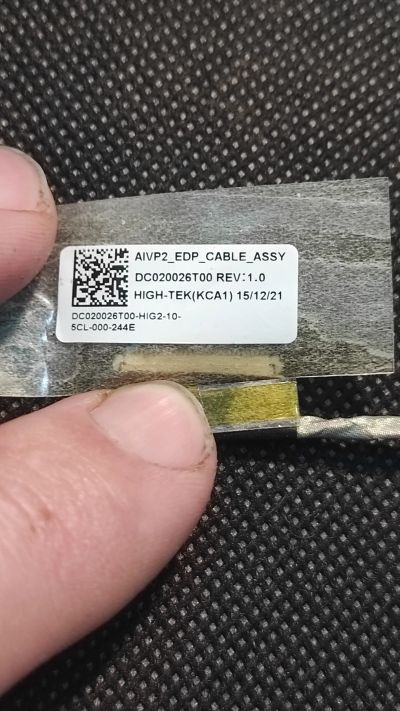 AIVP2_EDP_CABLE_ASSY
DC020026T00 REV:1.0
HIGH-TEK(KCA1) 15/12/21
DC020026T00-HIG2-10-
5CL-000-244E